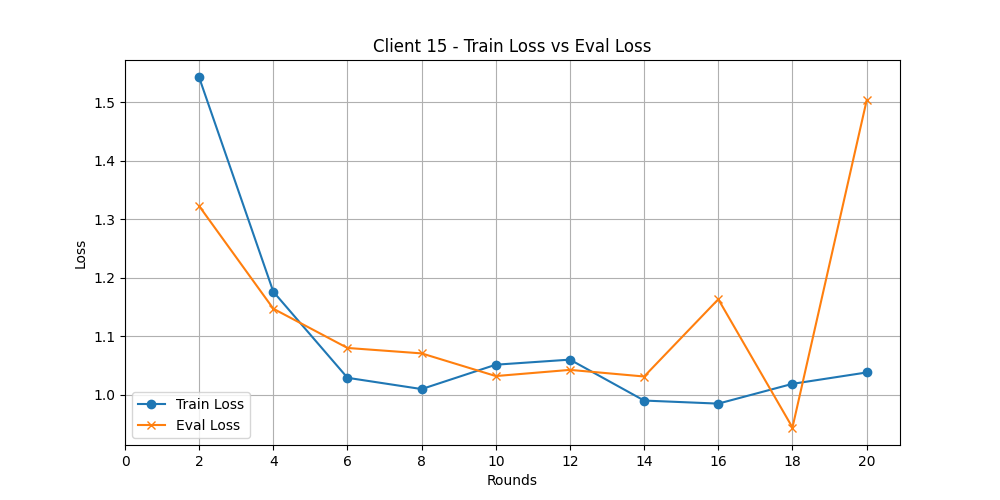 Client 15 - Train Loss vs Eval Loss
Loss
1.5
1.4
1.3
1.2
1.1
1.0
Train Loss
Eval Loss
0 2 4 6 8 10 12 14 16 18 20
Rounds